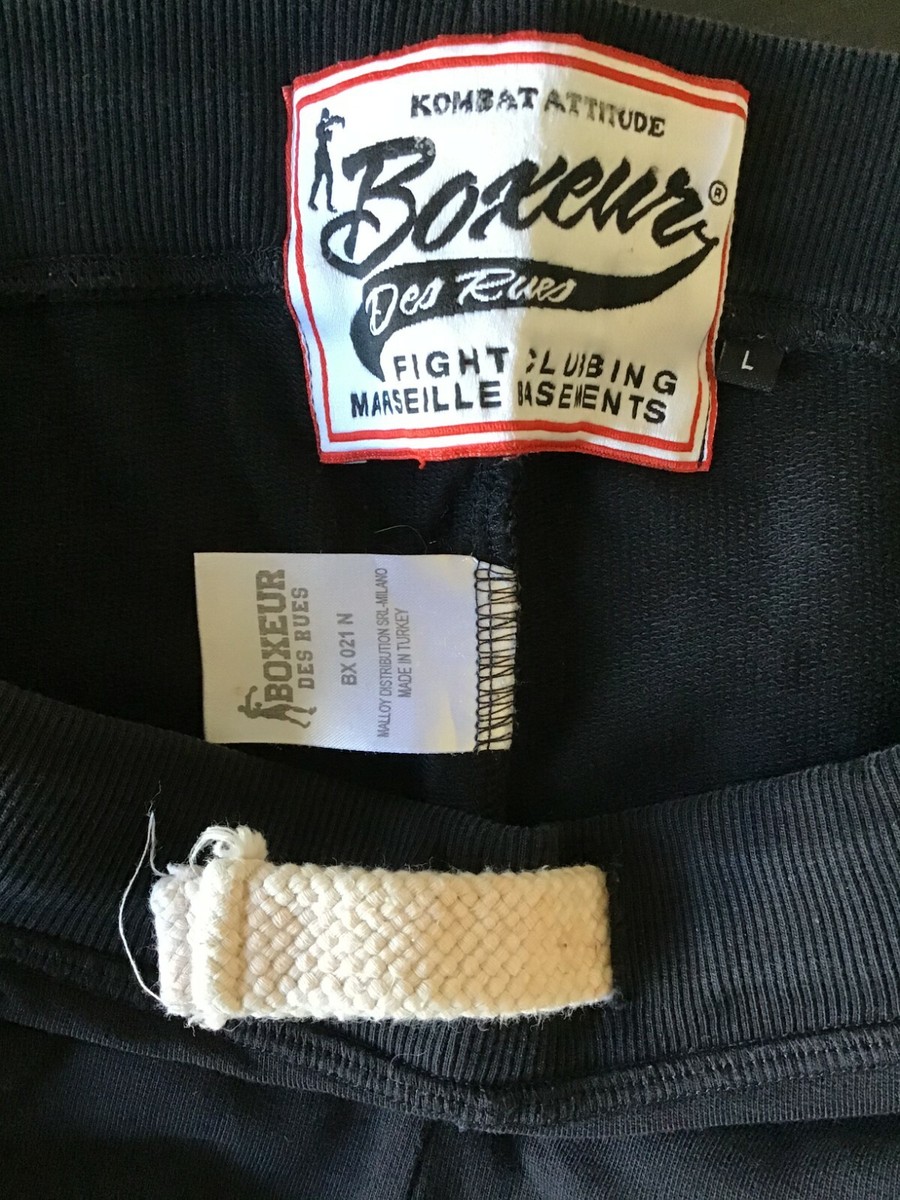 KOMBAT ATTITUDE
Boxeur ®
Des Rues
FIGHT CLUBBING
MARSEILLE BASEMENTS
L
BOXEUR
DES RUES
BX 021 N
MALLOY DISTRIBUTION SRL-MILANO
MADE IN TURKEY